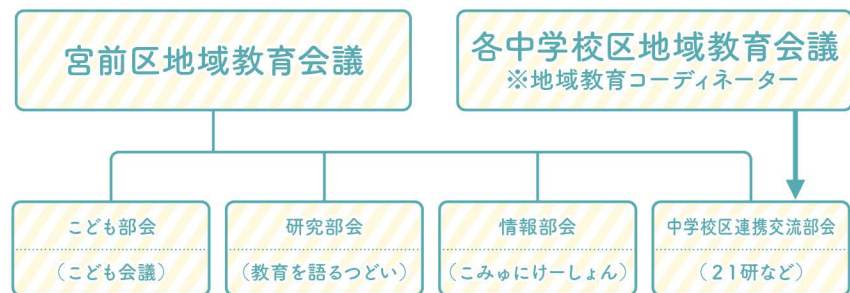 宮前区地域教育会議
各中学校区地域教育会議
※地域教育コーディネーター
こども部会
(こども会議)
研究部会
(教育を語るつどい)
情報部会
(こみゅにけーしょん)
中学校区連携交流部会
(21研など)